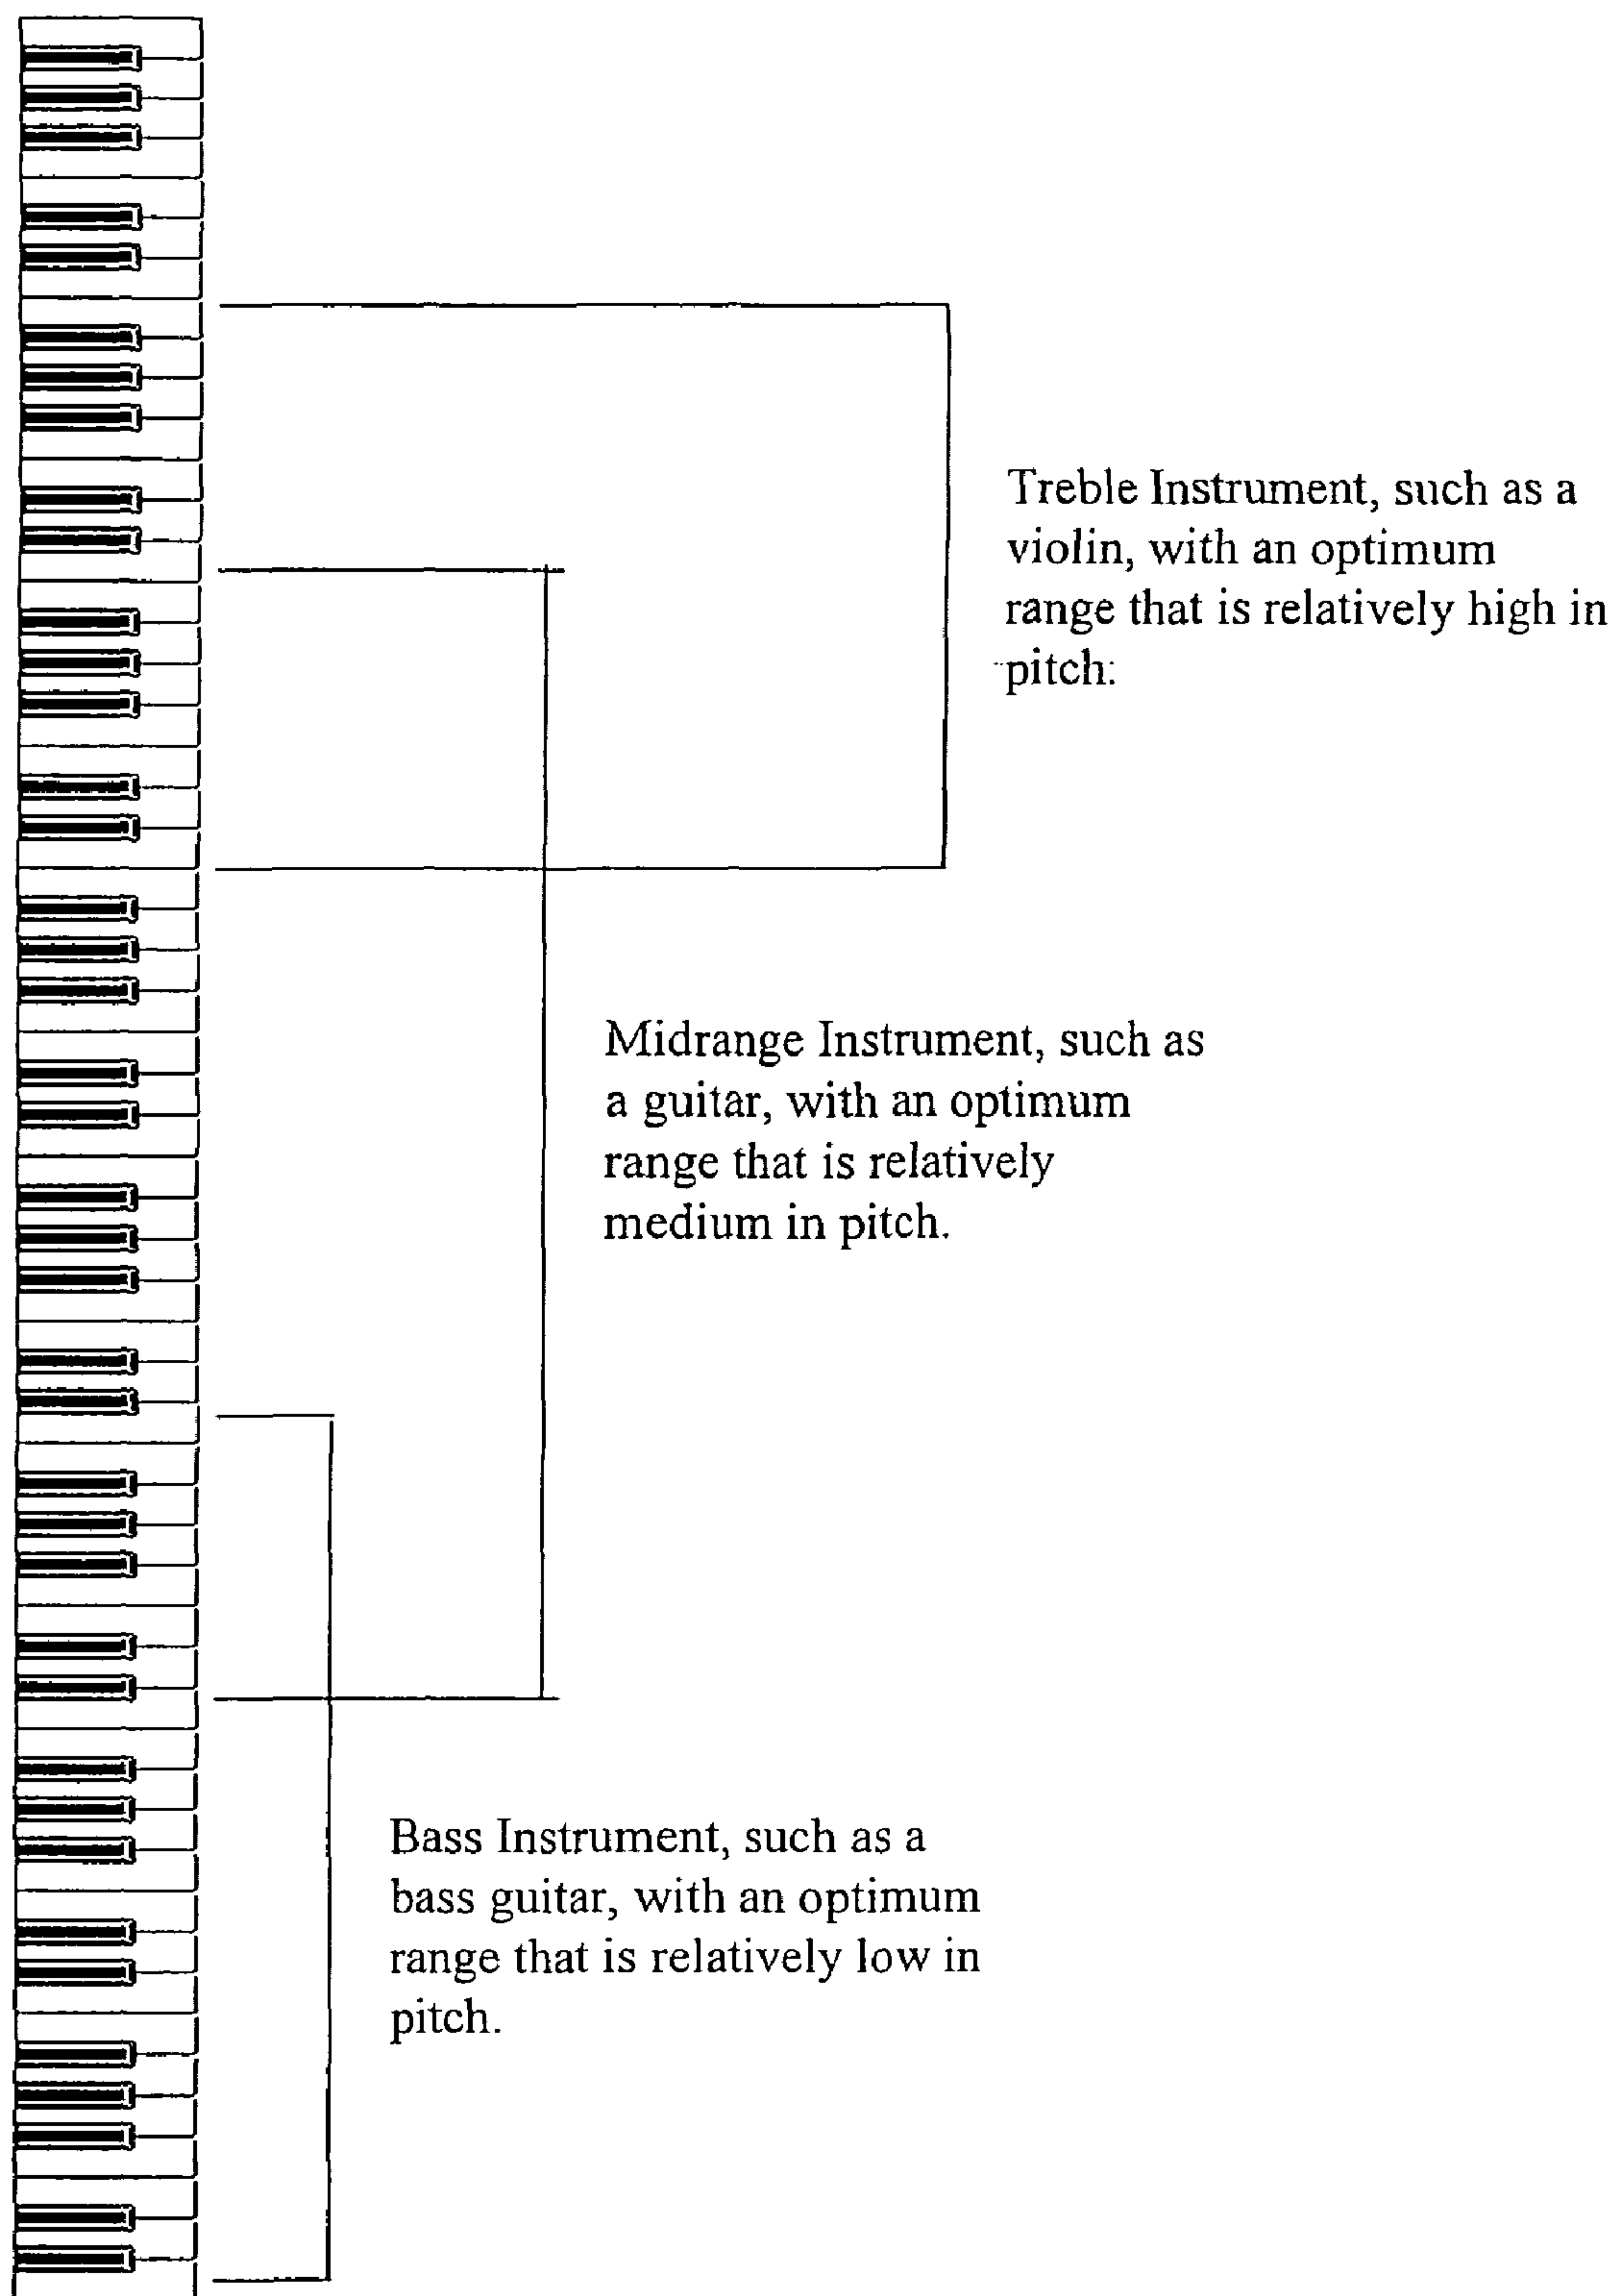 Treble Instrument, such as a
violin, with an optimum
range that is relatively high in
pitch:
Midrange Instrument, such as
a guitar, with an optimum
range that is relatively
medium in pitch.
Bass Instrument, such as a
bass guitar, with an optimum
range that is relatively low in
pitch.